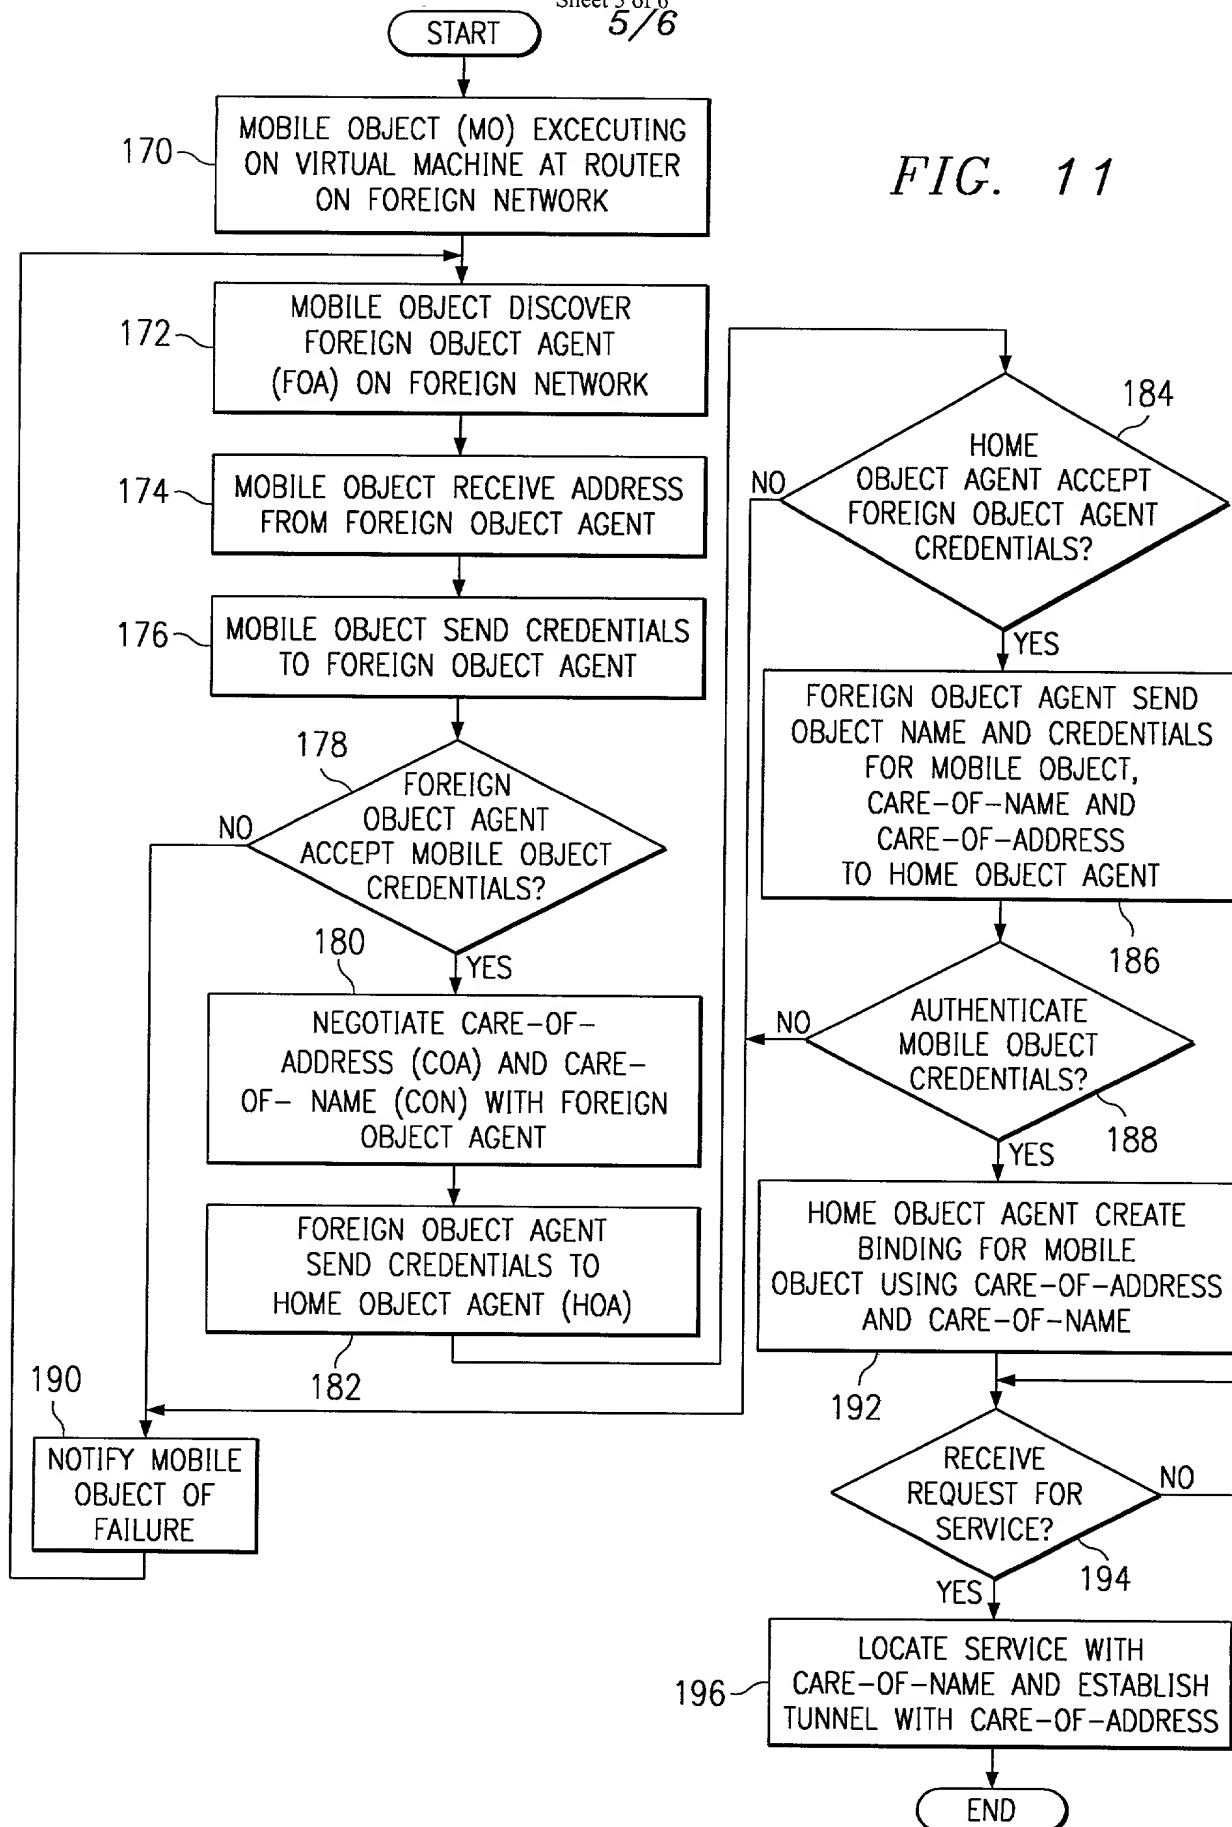 Sheet 5 of 6
5/6
START
170
MOBILE OBJECT (MO) EXCECUTING
ON VIRTUAL MACHINE AT ROUTER
ON FOREIGN NETWORK
FIG. 11
172
MOBILE OBJECT DISCOVER
FOREIGN OBJECT AGENT
(FOA) ON FOREIGN NETWORK
174
MOBILE OBJECT RECEIVE ADDRESS
FROM FOREIGN OBJECT AGENT
176
MOBILE OBJECT SEND CREDENTIALS
TO FOREIGN OBJECT AGENT
178
FOREIGN
OBJECT AGENT
ACCEPT MOBILE OBJECT
CREDENTIALS?
NO
YES
180
NEGOTIATE CARE-OF-
ADDRESS (COA) AND CARE-
OF- NAME (CON) WITH FOREIGN
OBJECT AGENT
FOREIGN OBJECT AGENT
SEND CREDENTIALS TO
HOME OBJECT AGENT (HOA)
182
190
NOTIFY MOBILE
OBJECT OF
FAILURE
184
HOME
OBJECT AGENT ACCEPT
FOREIGN OBJECT AGENT
CREDENTIALS?
NO
YES
FOREIGN OBJECT AGENT SEND
OBJECT NAME AND CREDENTIALS
FOR MOBILE OBJECT,
CARE-OF-NAME AND
CARE-OF-ADDRESS
TO HOME OBJECT AGENT
186
AUTHENTICATE
MOBILE OBJECT
CREDENTIALS?
NO
188
YES
HOME OBJECT AGENT CREATE
BINDING FOR MOBILE
OBJECT USING CARE-OF-ADDRESS
AND CARE-OF-NAME
192
RECEIVE
REQUEST FOR
SERVICE?
NO
194
YES
196
LOCATE SERVICE WITH
CARE-OF-NAME AND ESTABLISH
TUNNEL WITH CARE-OF-ADDRESS
END